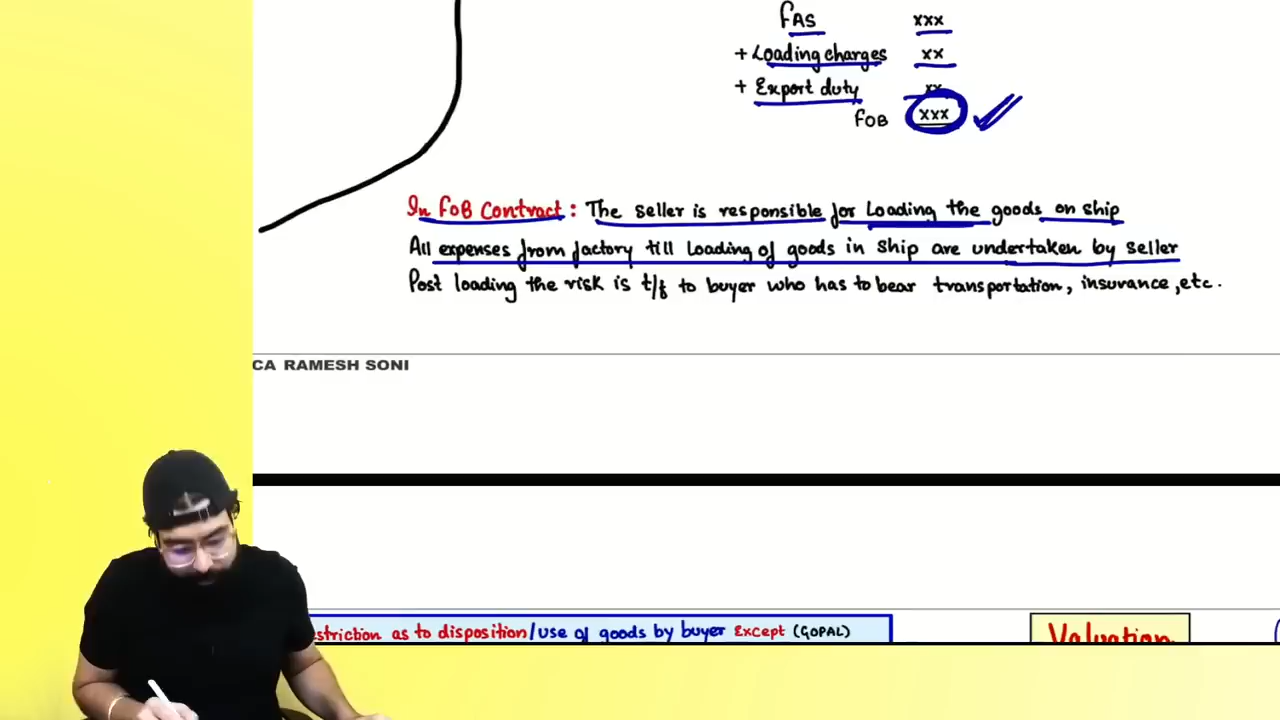 FAS xxx
+ Loading charges xx
+ Export duty xx
FOB xxx
In FOB Contract : The seller is responsible for Loading the goods on ship
All expenses from factory till loading of goods in ship are undertaken by seller
Post loading the risk is t/f to buyer who has to bear transportation, insurance, etc.
CA RAMESH SONI
striction as to disposition/use of goods by buyer Except (GOPAL)
Valuation